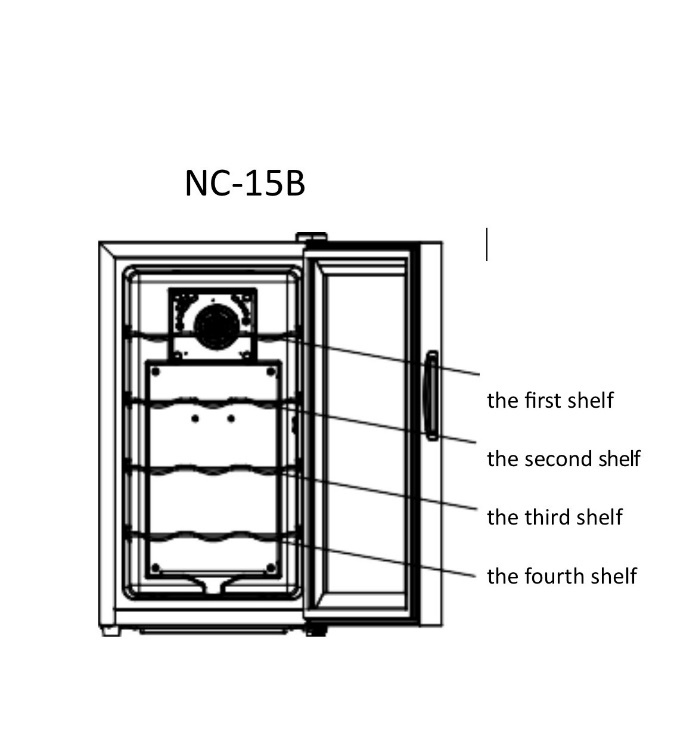 NC-15B
the first shelf
the second shelf
the third shelf
the fourth shelf